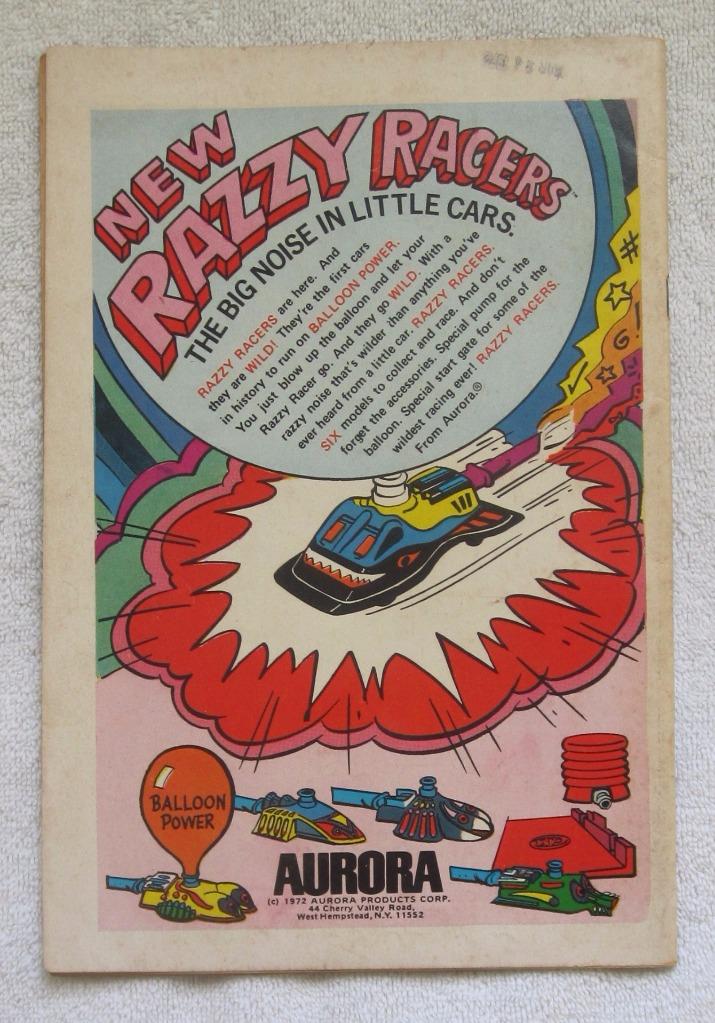 NEW
RAZZY RACERS™
THE BIG NOISE IN LITTLE CARS.
RAZZY RACERS are here. And
they are WILD! They're the first cars
in history to run on BALLOON POWER.
You just blow up the balloon and let your
Razzy Racer go. And they go WILD. With a
razzy noise that's wilder than anything you've
ever heard from a little car. RAZZY RACERS.
SIX models to collect and race. And don't
forget the accessories. Special pump for the
balloon. Special start gate for some of the
wildest racing ever! RAZZY RACERS.
From Aurora.®
BALLOON
POWER
AURORA
(c) 1972 AURORA PRODUCTS CORP.
44 Cherry Valley Road,
West Hempstead, N.Y. 11552